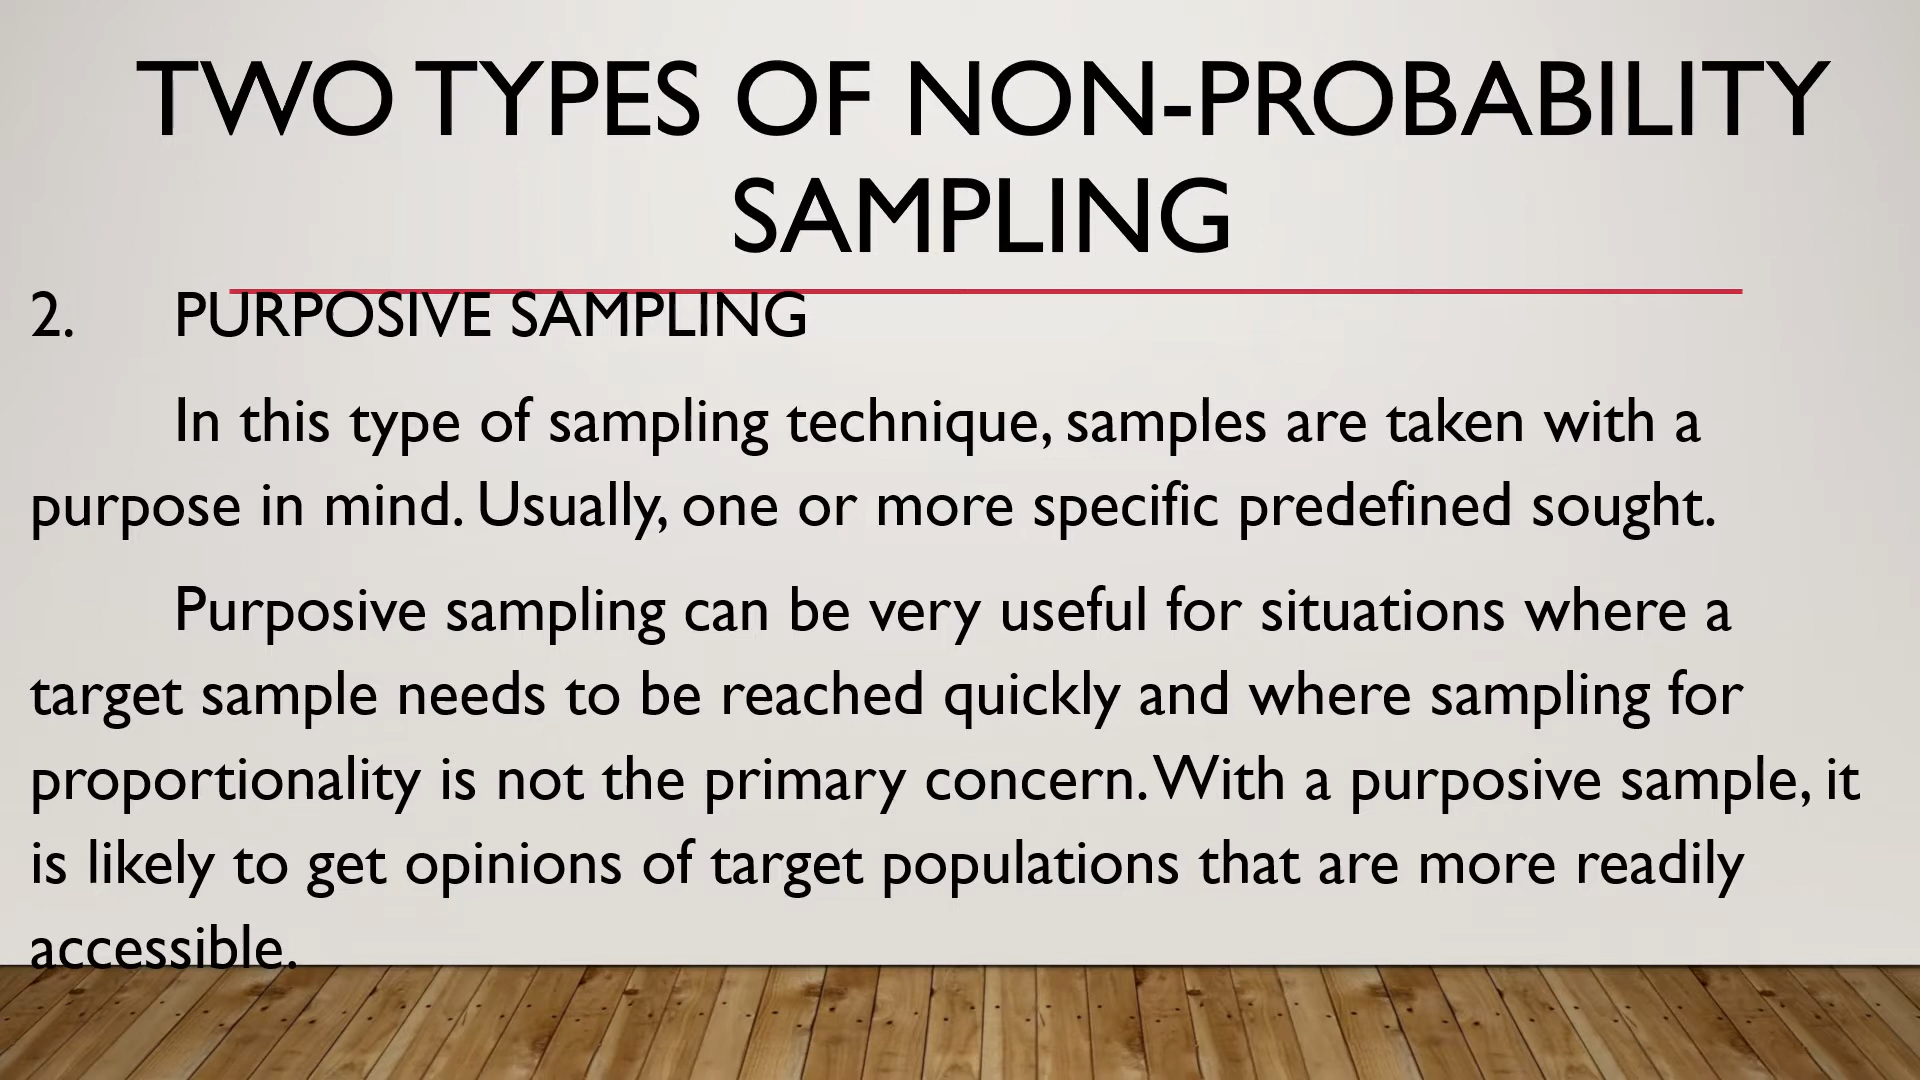 TWO TYPES OF NON-PROBABILITY
SAMPLING
2. PURPOSIVE SAMPLING
In this type of sampling technique, samples are taken with a
purpose in mind. Usually, one or more specific predefined sought.
Purposive sampling can be very useful for situations where a
target sample needs to be reached quickly and where sampling for
proportionality is not the primary concern. With a purposive sample, it
is likely to get opinions of target populations that are more readily
accessible.